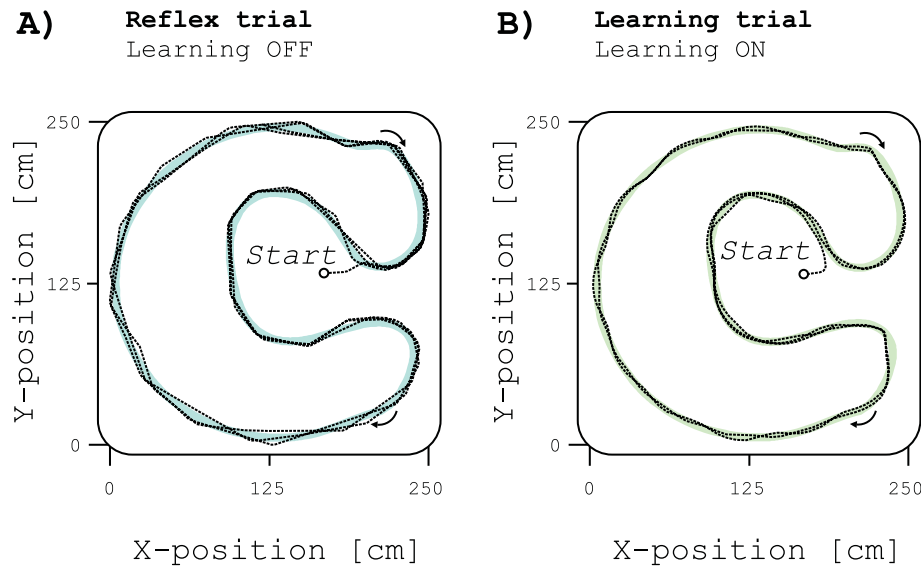 A)
Reflex trial
Learning OFF
Y-position [cm]
250
125
0
Start
0
125
250
X-position [cm]
B)
Learning trial
Learning ON
Y-position [cm]
250
125
0
Start
0
125
250
X-position [cm]